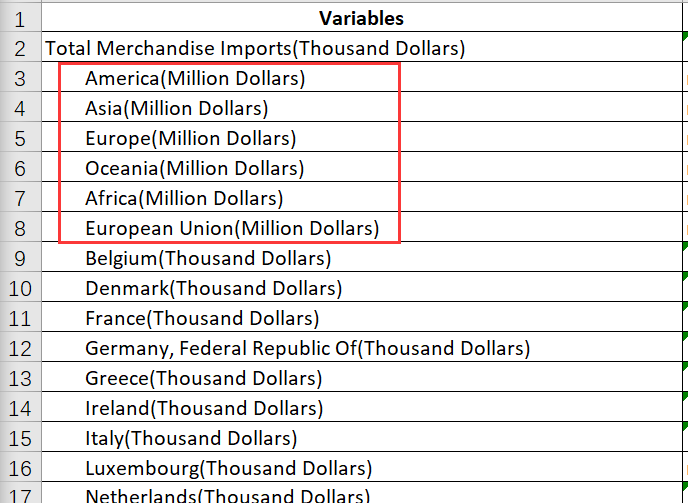 1 Variables
2 Total Merchandise Imports(Thousand Dollars)
3 America(Million Dollars)
4 Asia(Million Dollars)
5 Europe(Million Dollars)
6 Oceania(Million Dollars)
7 Africa(Million Dollars)
8 European Union(Million Dollars)
9 Belgium(Thousand Dollars)
10 Denmark(Thousand Dollars)
11 France(Thousand Dollars)
12 Germany, Federal Republic Of(Thousand Dollars)
13 Greece(Thousand Dollars)
14 Ireland(Thousand Dollars)
15 Italy(Thousand Dollars)
16 Luxembourg(Thousand Dollars)
17 Netherlands(Thousand Dollars)